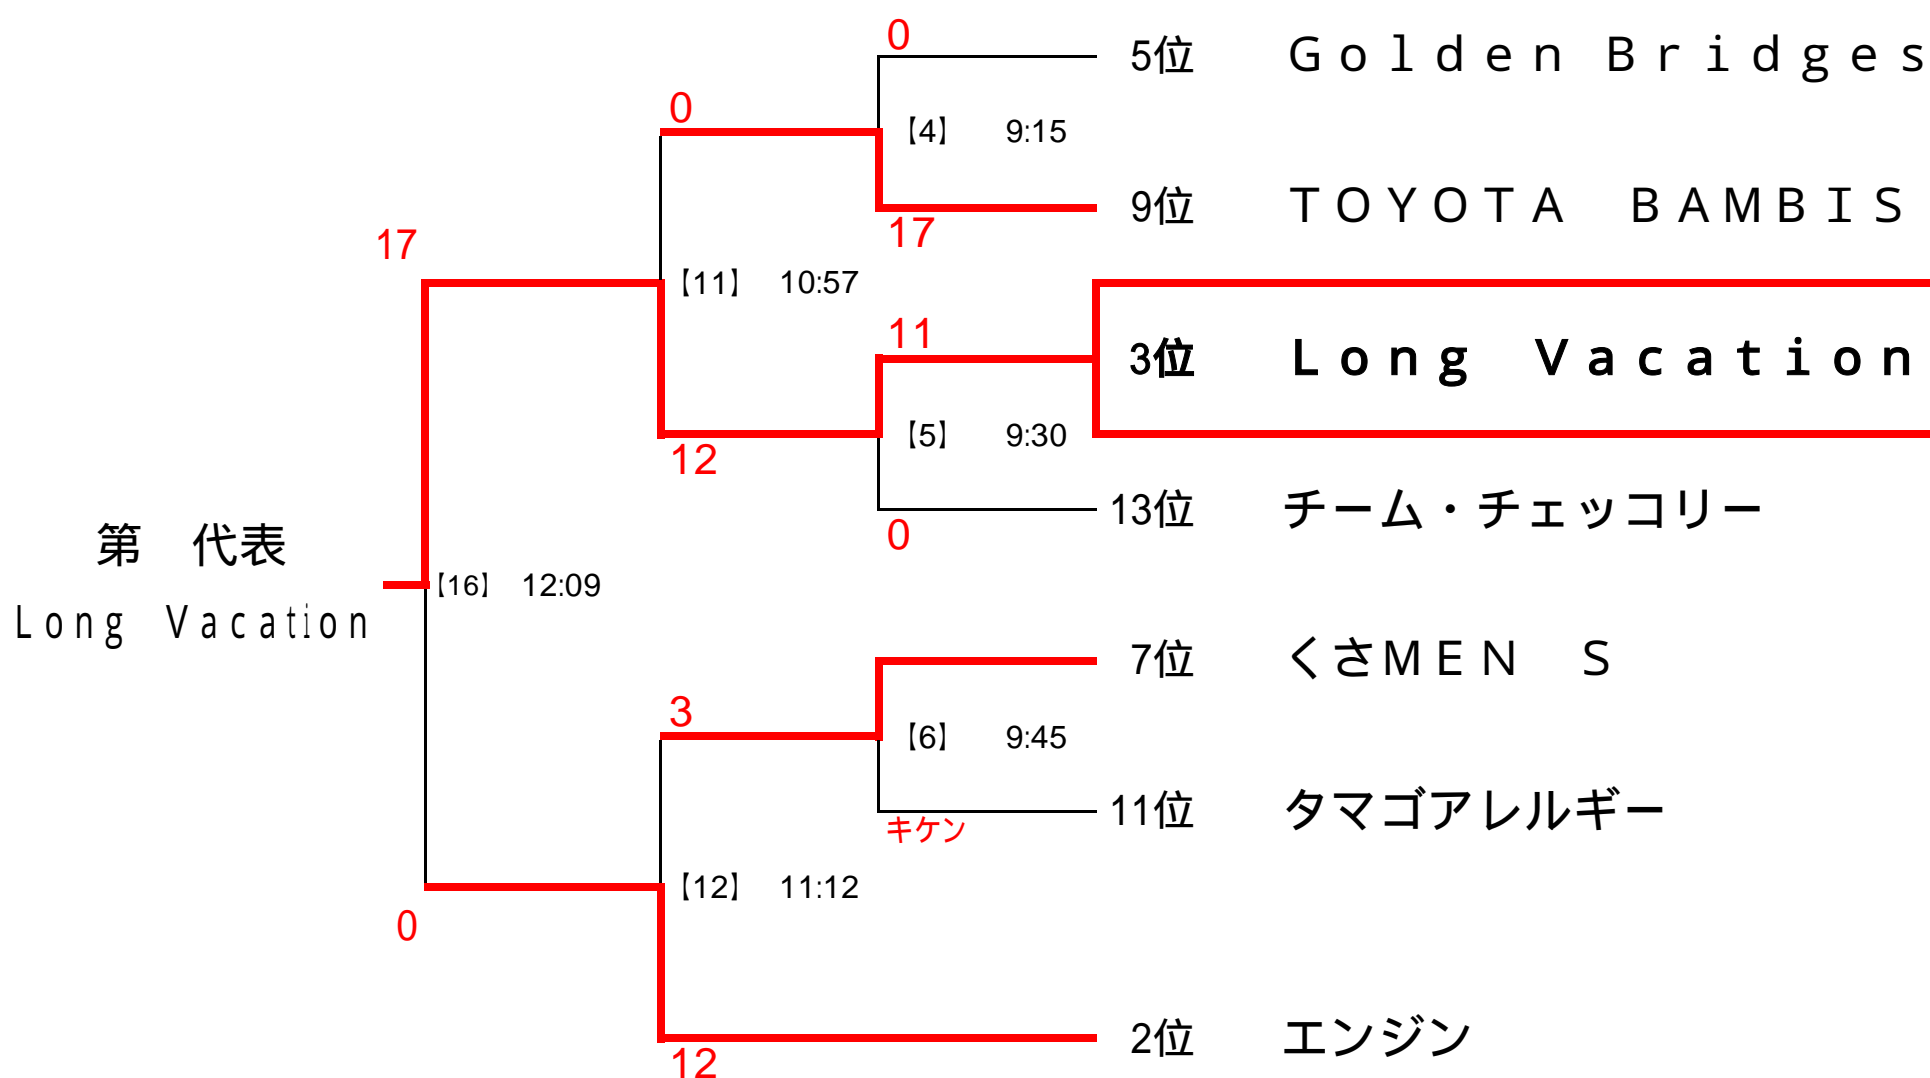 0
5位 Golden Bridges
0
【4】 9:15
9位 TOYOTA BAMBIS
17
17
【11】 10:57
11
3位 Long Vacation
【5】 9:30
12
13位 チーム・チェッコリー
0
第 代表
【16】 12:09
Long Vacation
7位 くさMEN S
3
【6】 9:45
11位 タマゴアレルギー
キケン
【12】 11:12
0
2位 エンジン
12